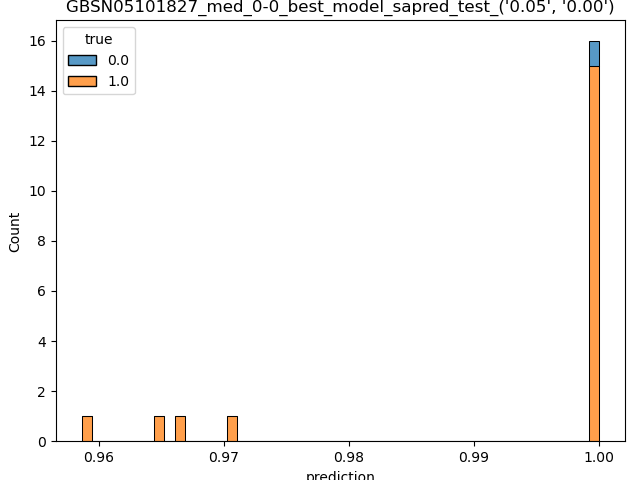 GBSN05101827_med_0-0_best_model_sapred_test_('0.05', '0.00')
true
0.0
1.0
Count
16
14
12
10
8
6
4
2
0
0.96 0.97 0.98 0.99 1.00
prediction